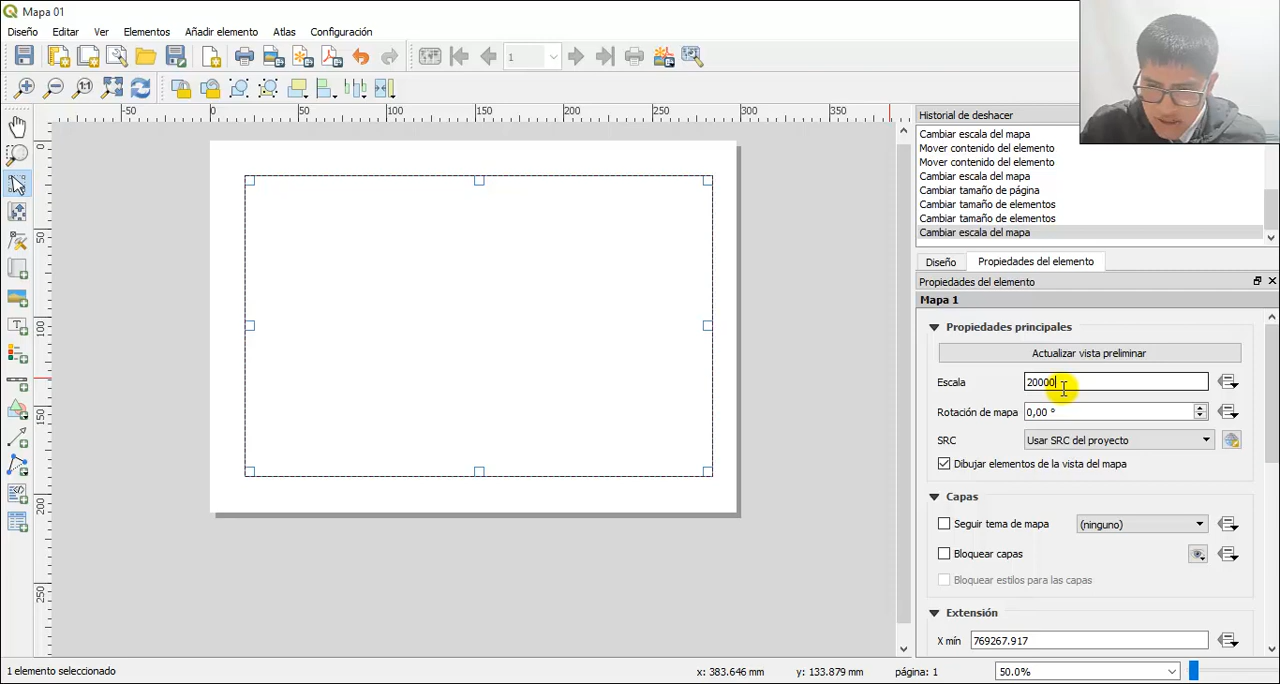 Mapa 01
Diseño Editar Ver Elementos Añadir elemento Atlas Configuración
1
1:1
-50 0 50 100 150 200 250 300 350
0
50
100
150
200
250
Historial de deshacer
Cambiar escala del mapa
Mover contenido del elemento
Mover contenido del elemento
Cambiar escala del mapa
Cambiar tamaño de página
Cambiar tamaño de elementos
Cambiar tamaño de elementos
Cambiar escala del mapa
Diseño Propiedades del elemento
Propiedades del elemento
Mapa 1
Propiedades principales
Actualizar vista preliminar
Escala 20000
Rotación de mapa 0,00 °
SRC Usar SRC del proyecto
Dibujar elementos de la vista del mapa
Capas
Seguir tema de mapa (ninguno)
Bloquear capas
Bloquear estilos para las capas
Extensión
X mín 769267.917
1 elemento seleccionado x: 383.646 mm y: 133.879 mm página: 1 50.0%